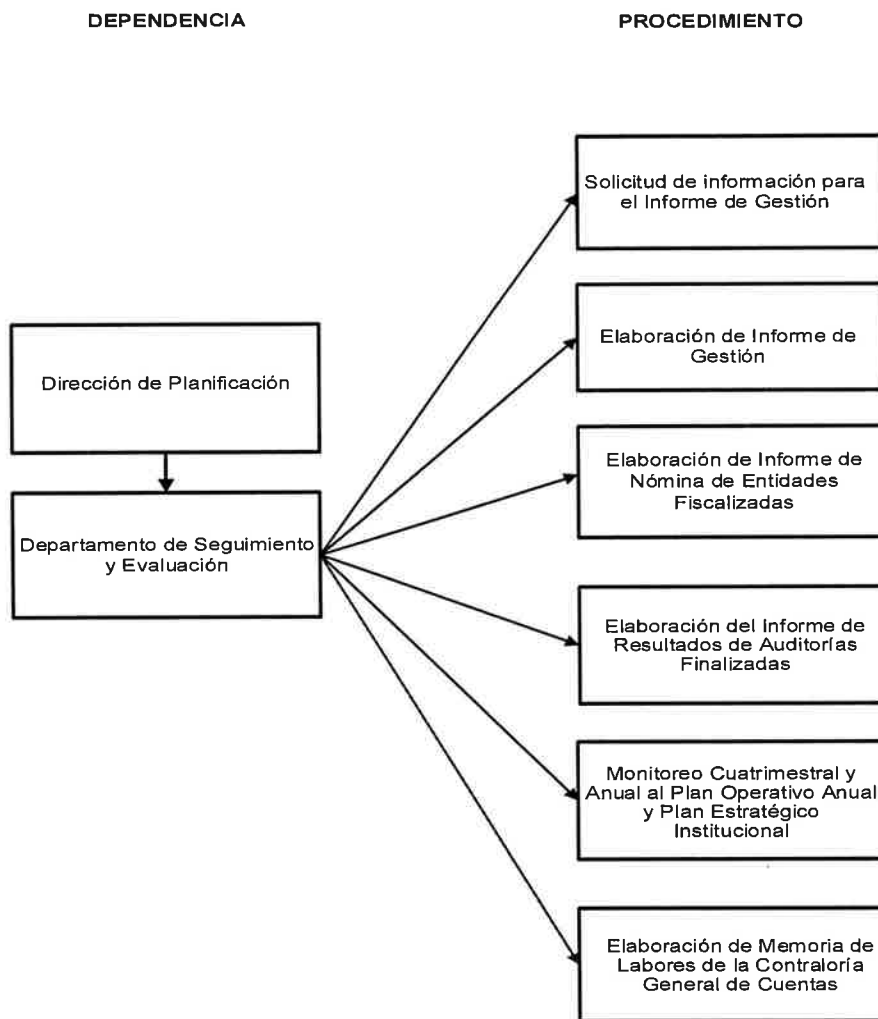 DEPENDENCIA
PROCEDIMIENTO
Solicitud de información para
el Informe de Gestión
Elaboración de Informe de
Gestión
Dirección de Planificación
Elaboración de Informe de
Nómina de Entidades
Fiscalizadas
Departamento de Seguimiento
y Evaluación
Elaboración del Informe de
Resultados de Auditorías
Finalizadas
Monitoreo Cuatrimestral y
Anual al Plan Operativo Anual
y Plan Estratégico
Institucional
Elaboración de Memoria de
Labores de la Contraloría
General de Cuentas